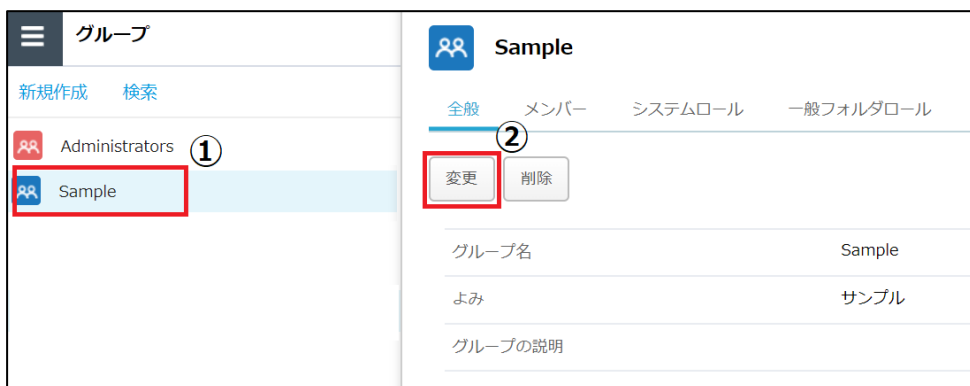 グループ
新規作成 検索
Administrators ①
Sample
Sample
全般 メンバー システムロール 一般フォルダロール
②
変更 削除
グループ名 Sample
よみ サンプル
グループの説明